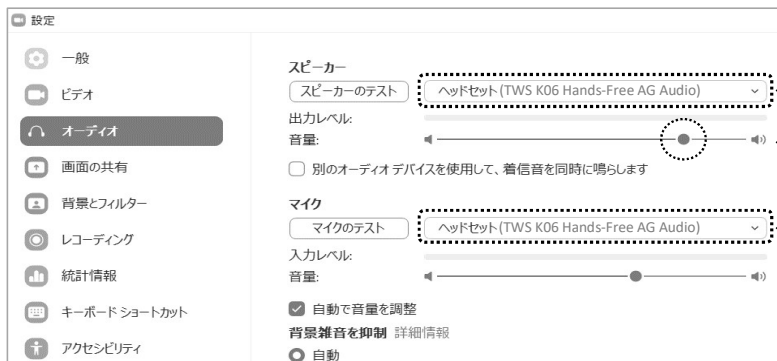 設定
一般
ビデオ
オーディオ
画面の共有
背景とフィルター
レコーディング
統計情報
キーボード ショートカット
アクセシビリティ
スピーカー
スピーカーのテスト ヘッドセット (TWS K06 Hands-Free AG Audio)
出力レベル:
音量:
別のオーディオ デバイスを使用して、着信音を同時に鳴らします
マイク
マイクのテスト ヘッドセット (TWS K06 Hands-Free AG Audio)
入力レベル:
音量:
自動で音量を調整
背景雑音を抑制 詳細情報
自動